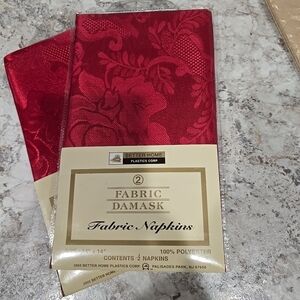 BETTER HOME
PLASTICS CORP
2
FABRIC
DAMASK
Fabric Napkins
14"
100% POLYESTER
CONTENTS 2 NAPKINS
BETTER HOME PLASTICS CORP.
PALISADES PARK, NJ 07650